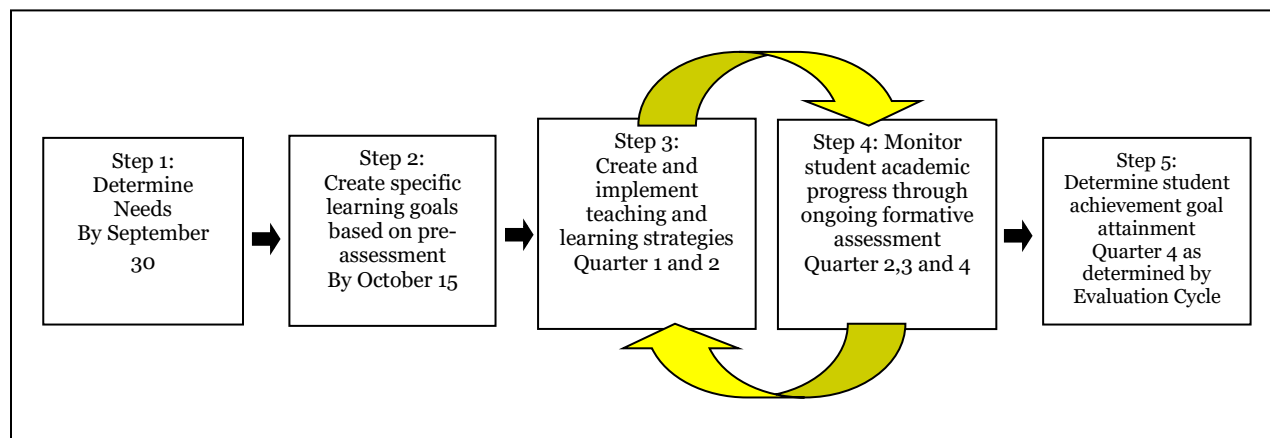 Step 1:
Determine
Needs
By September
30
Step 2:
Create specific
learning goals
based on pre-
assessment
By October 15
Step 3:
Create and
implement
teaching and
learning strategies
Quarter 1 and 2
Step 4: Monitor
student academic
progress through
ongoing formative
assessment
Quarter 2,3 and 4
Step 5:
Determine student
achievement goal
attainment
Quarter 4 as
determined by
Evaluation Cycle